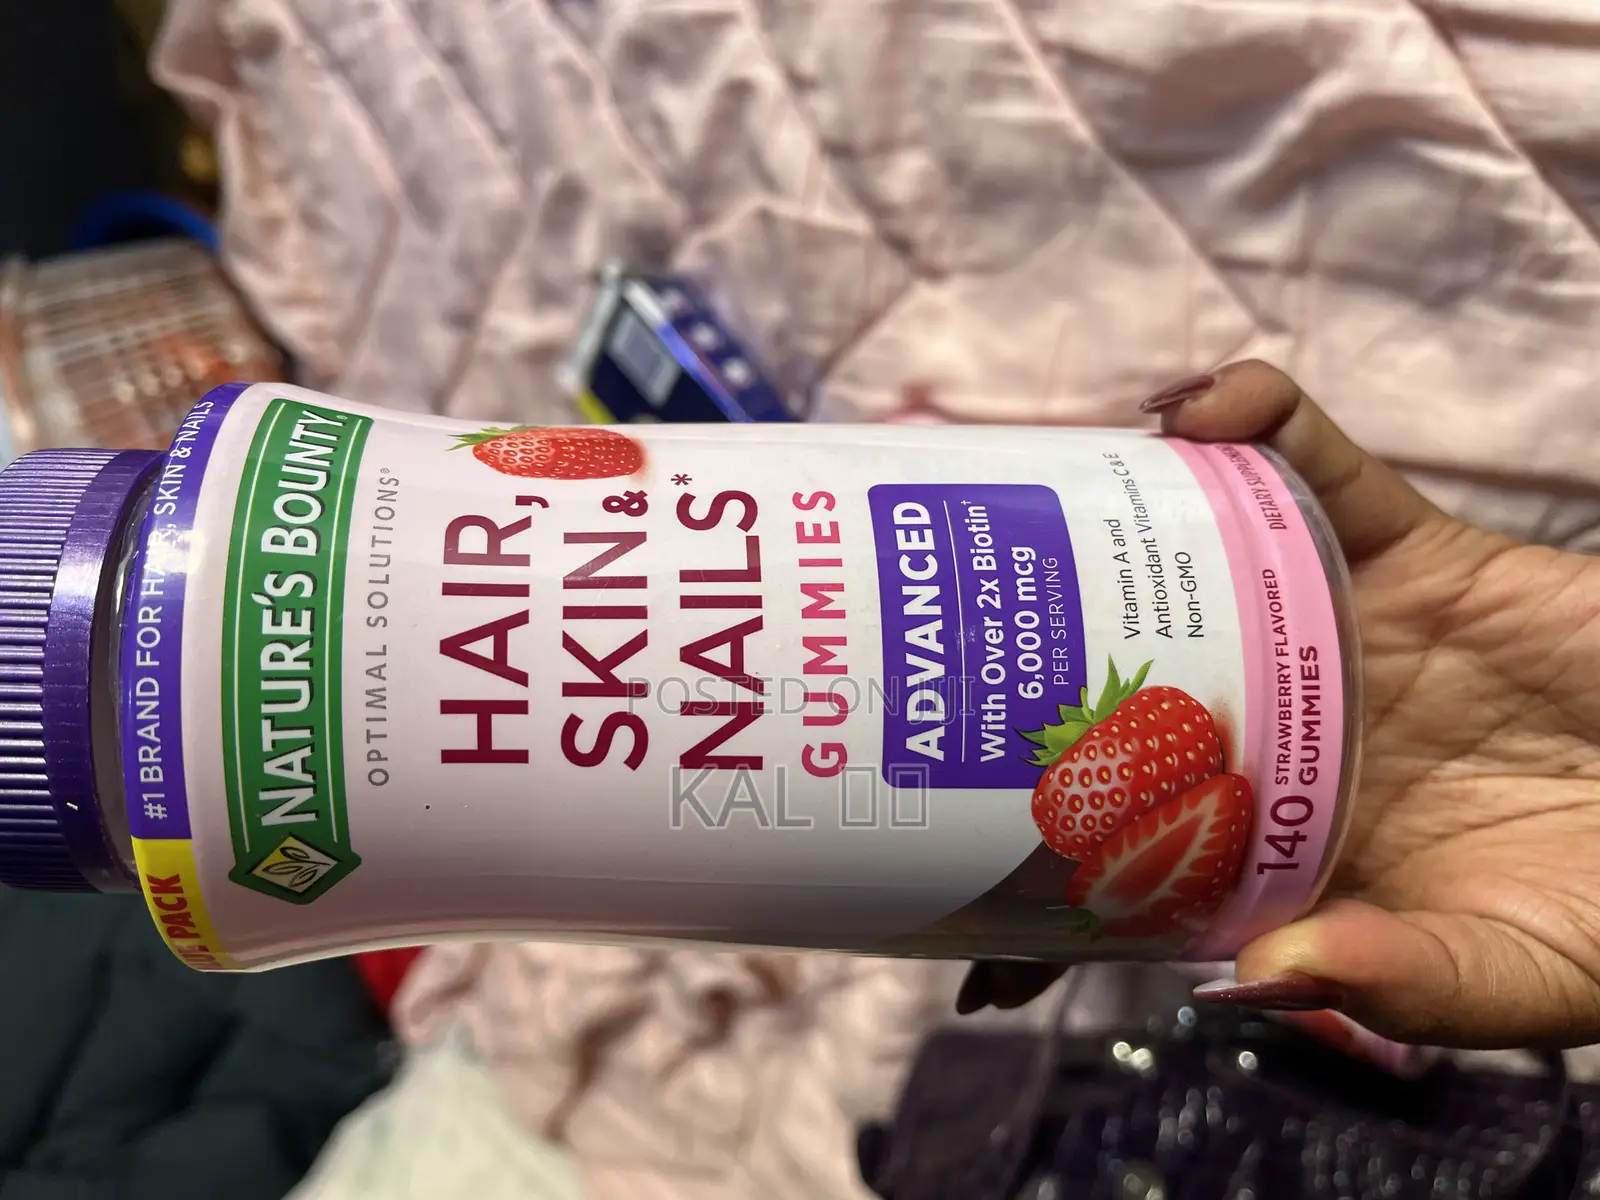 #1 BRAND FOR HAIR, SKIN & NAILS
PACK
NATURE'S BOUNTY®
OPTIMAL SOLUTIONS®
HAIR,
SKIN &
NAILS*
GUMMIES
ADVANCED
With Over 2x Biotin†
6,000 mcg
PER SERVING
Vitamin A and
Antioxidant Vitamins C & E
Non-GMO
140 STRAWBERRY FLAVORED
GUMMIES
DIETARY SUPPLEMENT
POSTED ON JIJI
KAL